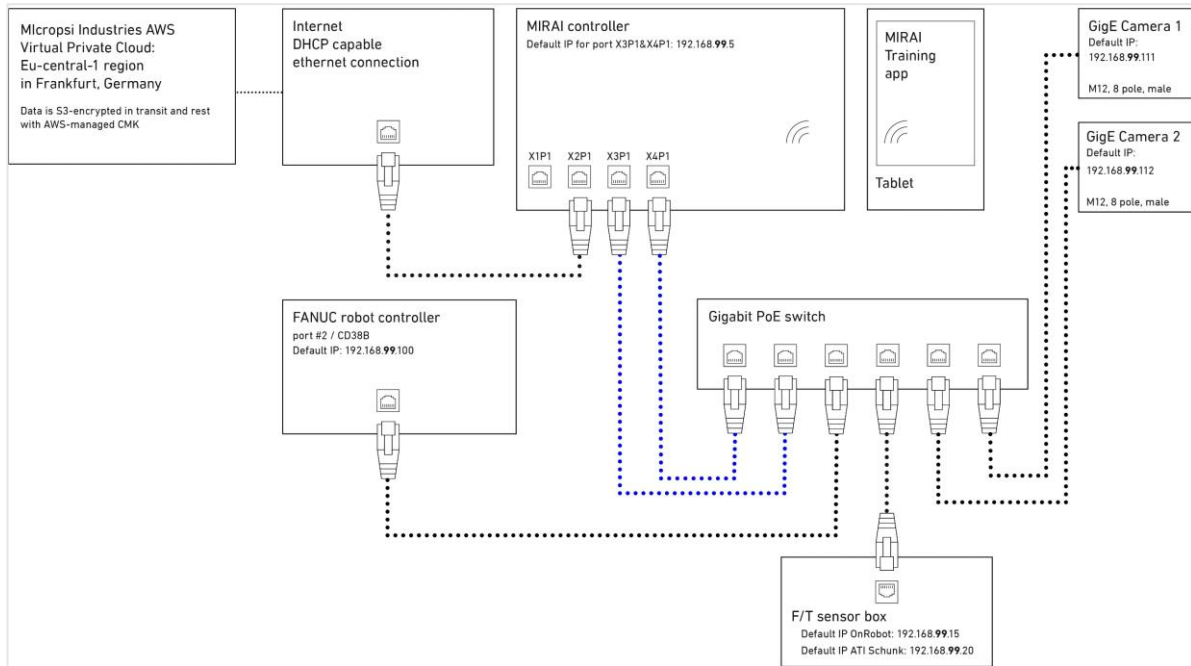 MIcropsi Industries AWS
Virtual Private Cloud:
Eu-central-1 region
in Frankfurt, Germany
Data is S3-encrypted in transit and rest
with AWS-managed CMK
Internet
DHCP capable
ethernet connection
MIRAI controller
Default IP for port X3P1&X4P1: 192.168.99.5
X1P1
X2P1
X3P1
X4P1
MIRAI
Training
app
Tablet
GigE Camera 1
Default IP:
192.168.99.111
M12, 8 pole, male
GigE Camera 2
Default IP:
192.168.99.112
M12, 8 pole, male
FANUC robot controller
port #2 / CD38B
Default IP: 192.168.99.100
Gigabit PoE switch
F/T sensor box
Default IP OnRobot: 192.168.99.15
Default IP ATI Schunk: 192.168.99.20